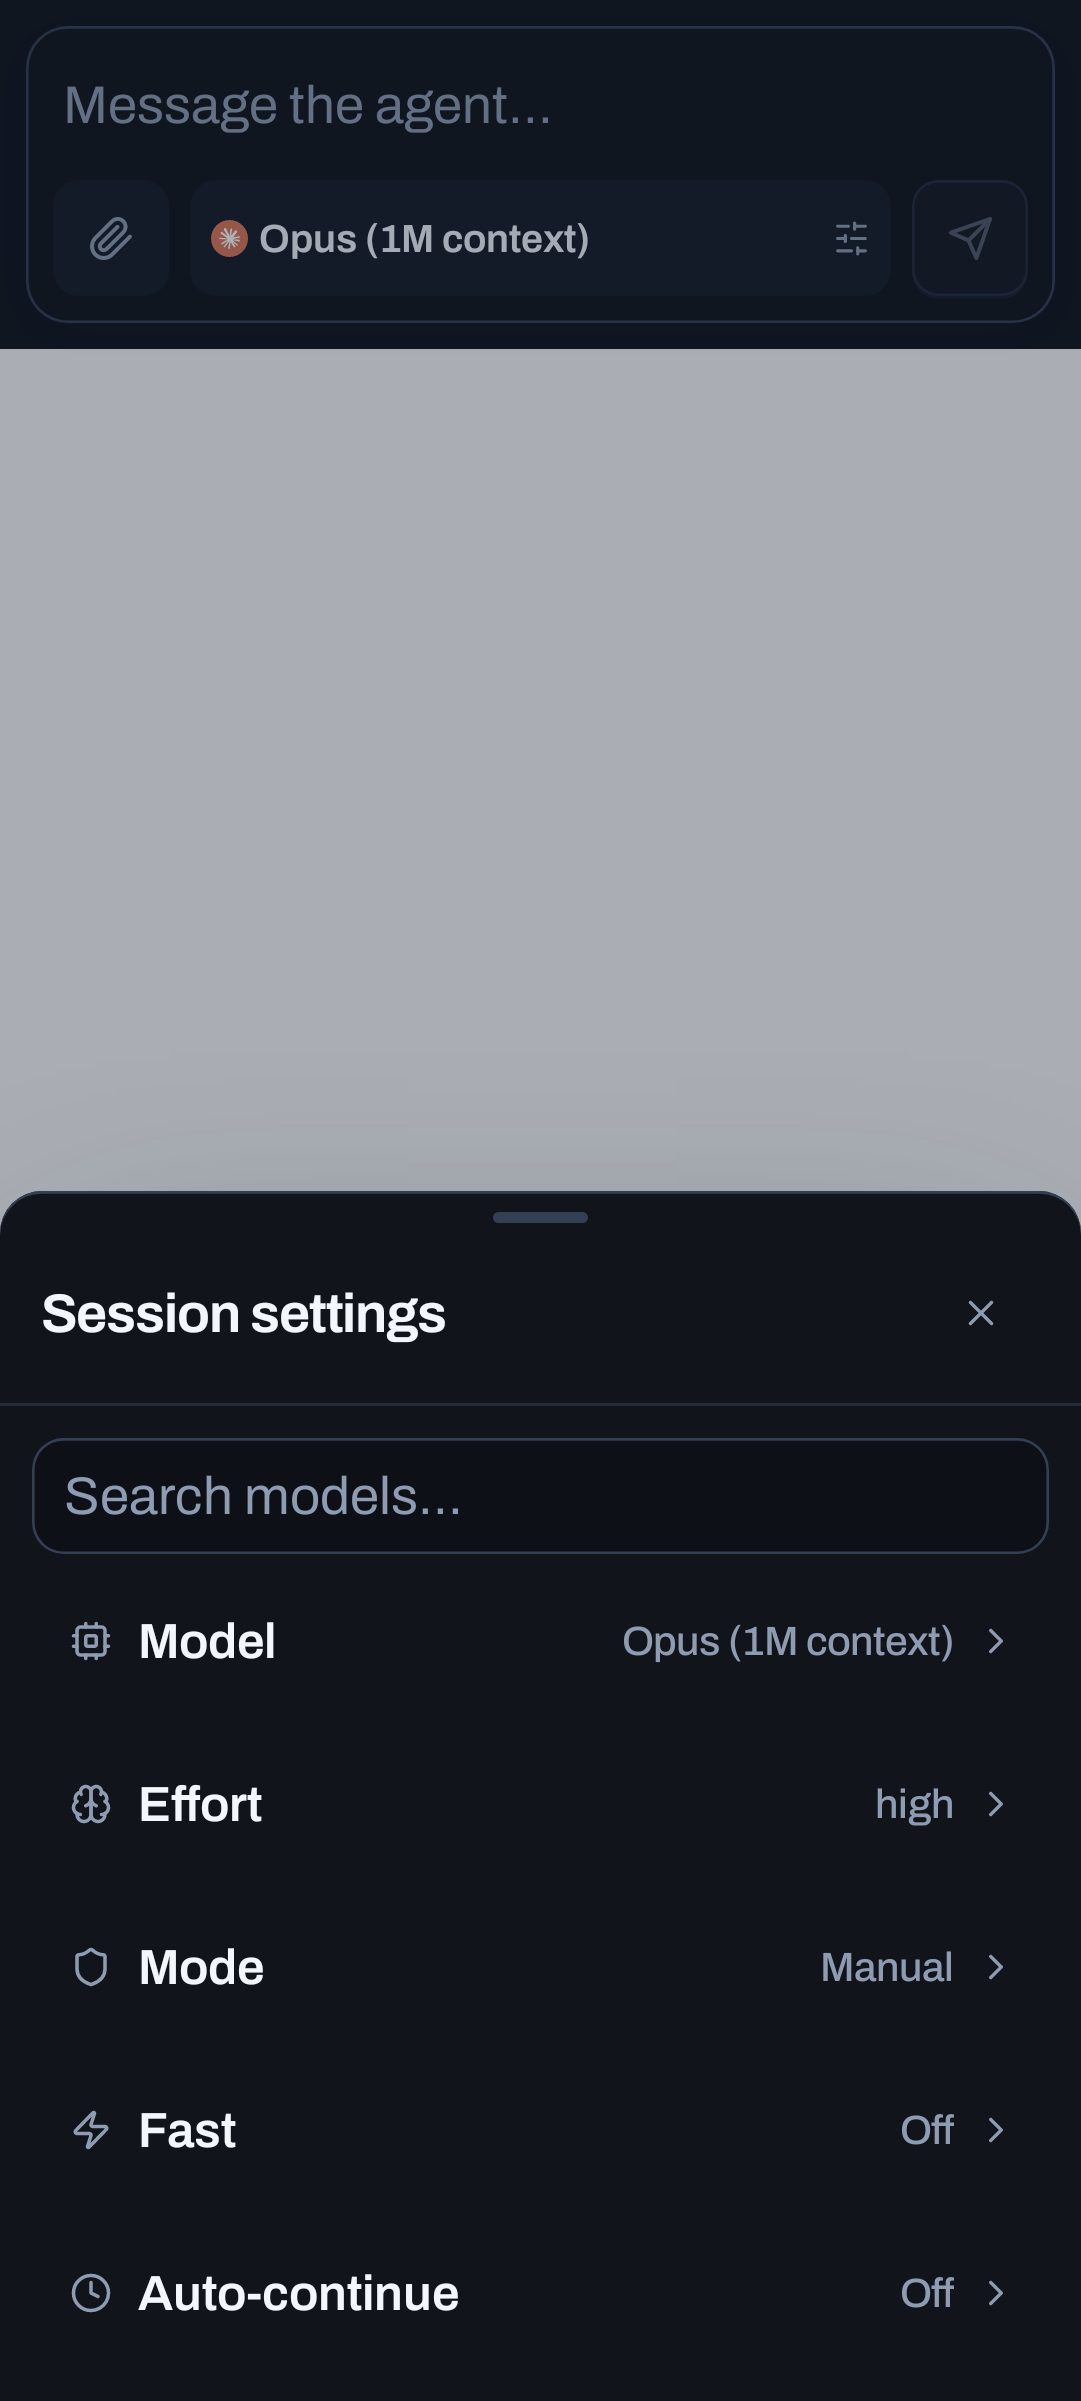 Message the agent...
Opus (1M context)
Session settings
Search models...
Model Opus (1M context)
Effort high
Mode Manual
Fast Off
Auto-continue Off